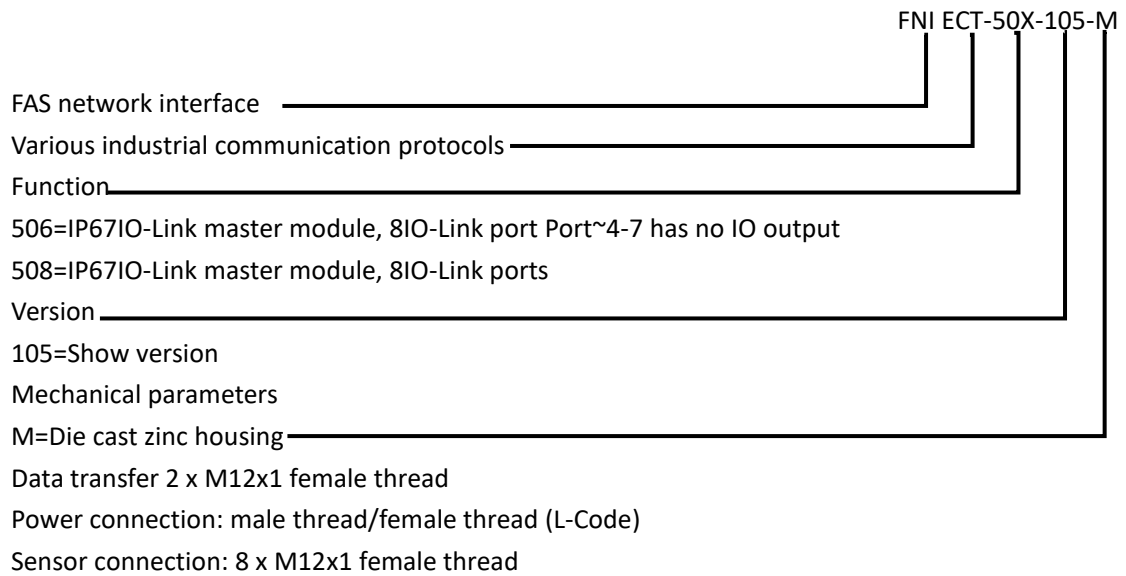 FNI ECT-50X-105-M
FAS network interface
Various industrial communication protocols
Function
506=IP67IO-Link master module, 8IO-Link port Port~4-7 has no IO output
508=IP67IO-Link master module, 8IO-Link ports
Version
105=Show version
Mechanical parameters
M=Die cast zinc housing
Data transfer 2 x M12x1 female thread
Power connection: male thread/female thread (L-Code)
Sensor connection: 8 x M12x1 female thread